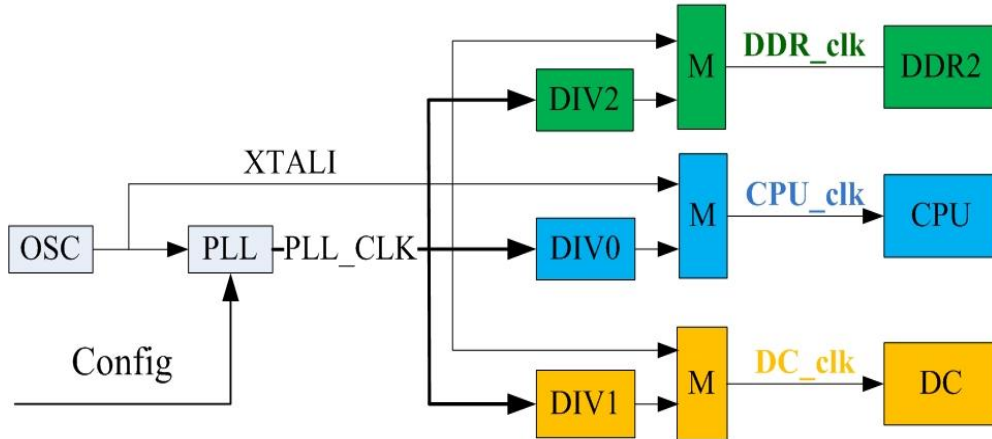 DDR_clk
M
DDR2
DIV2
XTALI
CPU_clk
M
CPU
OSC
PLL
PLL_CLK
DIV0
Config
DC_clk
M
DC
DIV1